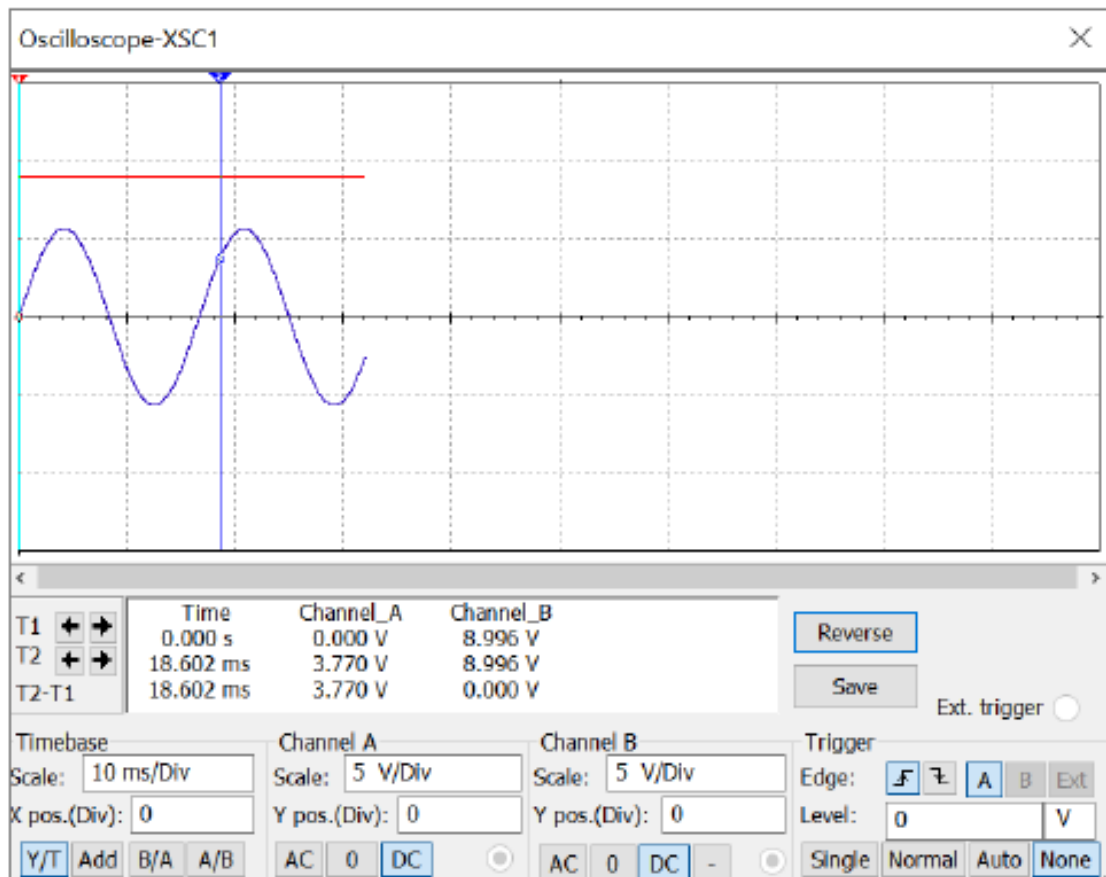 Oscilloscope-XSC1
Time Channel_A Channel_B
T1 0.000 s 0.000 V 8.996 V
T2 18.602 ms 3.770 V 8.996 V
T2-T1 18.602 ms 3.770 V 0.000 V
Reverse
Save
Ext. trigger
Timebase
Scale: 10 ms/Div
X pos.(Div): 0
Y/T Add B/A A/B
Channel A
Scale: 5 V/Div
Y pos.(Div): 0
AC 0 DC
Channel B
Scale: 5 V/Div
Y pos.(Div): 0
AC 0 DC -
Trigger
Edge: A B Ext
Level: 0 V
Single Normal Auto None